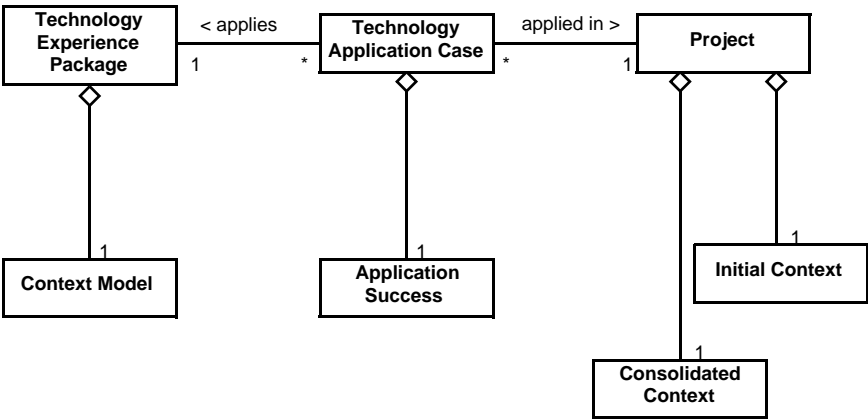 Technology
Experience
Package
< applies
1
*
Technology
Application Case
applied in >
*
1
Project
1
Context Model
1
Application
Success
1
Initial Context
1
Consolidated
Context